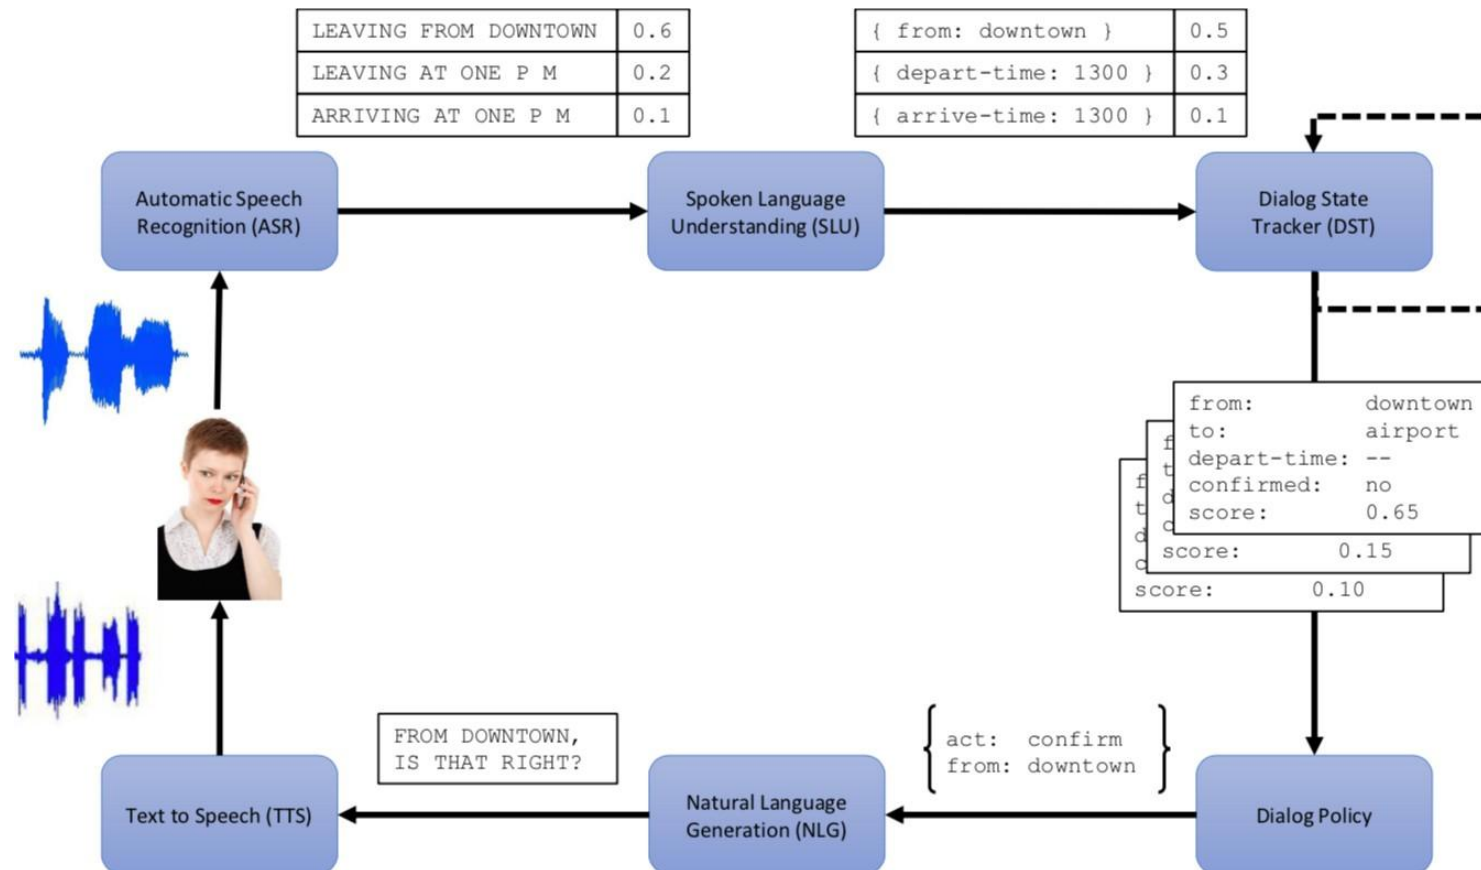 LEAVING FROM DOWNTOWN 0.6
LEAVING AT ONE P M 0.2
ARRIVING AT ONE P M 0.1
{ from: downtown } 0.5
{ depart-time: 1300 } 0.3
{ arrive-time: 1300 } 0.1
Automatic Speech
Recognition (ASR)
Spoken Language
Understanding (SLU)
Dialog State
Tracker (DST)
from: downtown
to: airport
depart-time: --
confirmed: no
score: 0.65
f
t
d
c
score: 0.15
f
t
d
c
score: 0.10
{ act: confirm
from: downtown }
FROM DOWNTOWN,
IS THAT RIGHT?
Text to Speech (TTS)
Natural Language
Generation (NLG)
Dialog Policy